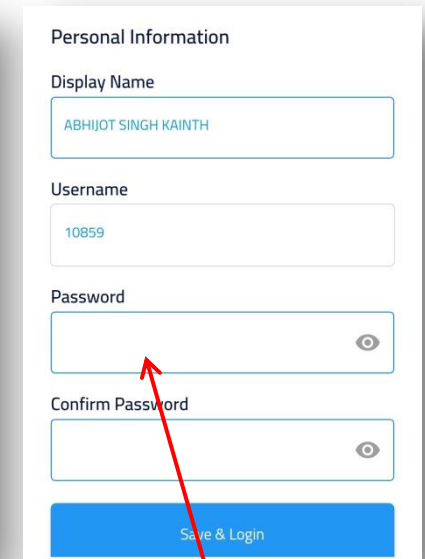 Personal Information
Display Name
ABHIJOT SINGH KAINTH
Username
10859
Password
Confirm Password
Save & Login